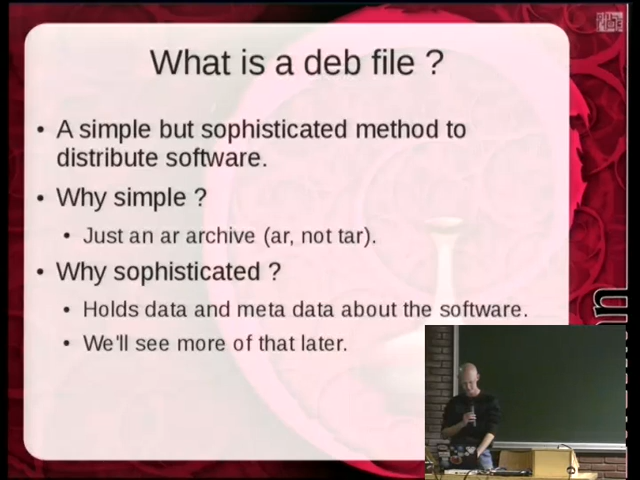 What is a deb file ?
• A simple but sophisticated method to
distribute software.
• Why simple ?
• Just an ar archive (ar, not tar).
• Why sophisticated ?
• Holds data and meta data about the software.
• We'll see more of that later.